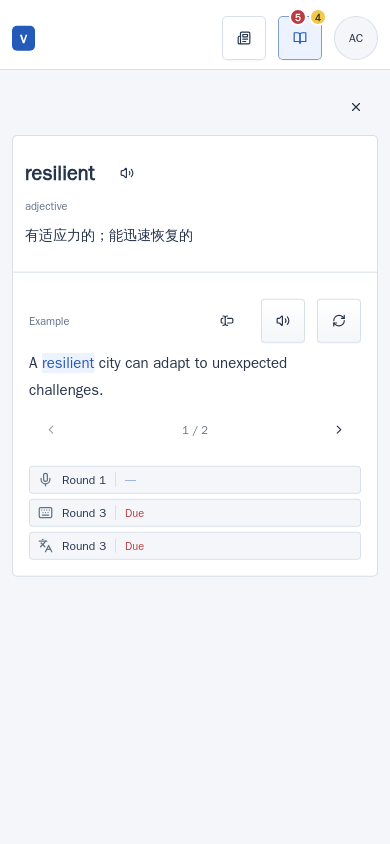 V
5
4
AC
resilient
adjective
有适应力的；能迅速恢复的
Example
A resilient city can adapt to unexpected
challenges.
1 / 2
Round 1 —
Round 3 Due
Round 3 Due